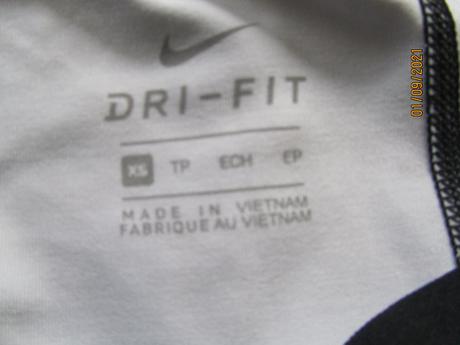 DRI-FIT
XS TP ECH EP
MADE IN VIETNAM
FABRIQUE AU VIETNAM
01/09/2021